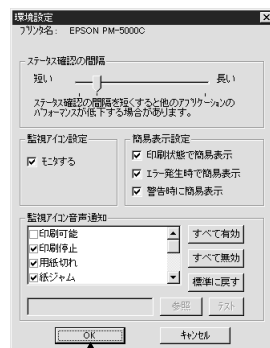 環境設定
プリンタ名: EPSON PM-5000C
ステータス確認の間隔
短い
長い
ステータス確認の間隔を短くすると他のアプリケーションの
パフォーマンスが低下する場合があります。
監視アイコン設定
モニタする
簡易表示設定
印刷状態で簡易表示
エラー発生時で簡易表示
警告時に簡易表示
監視アイコン音声通知
印刷可能
印刷停止
用紙切れ
紙ジャム
すべて有効
すべて無効
標準に戻す
参照
テスト
OK
キャンセル